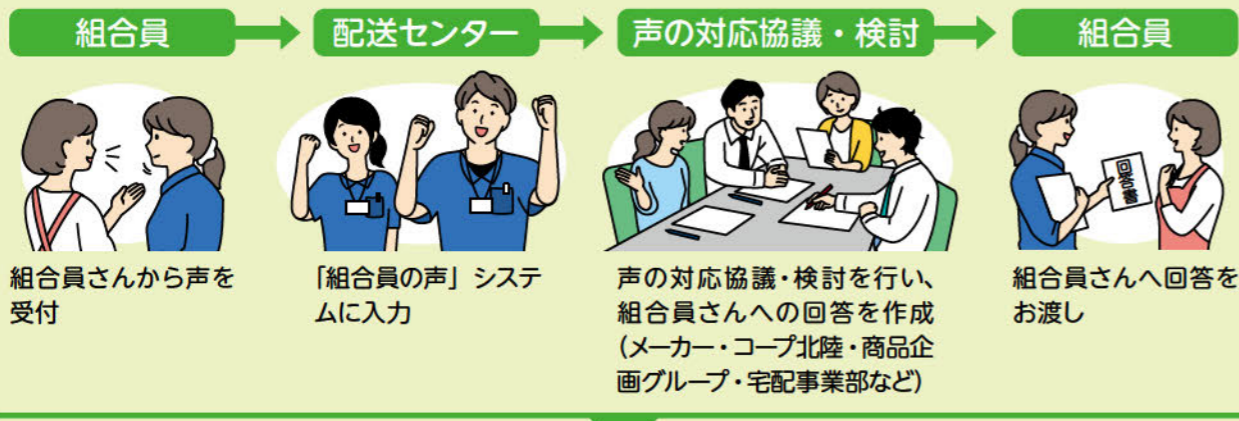 組合員
配送センター
声の対応協議・検討
組合員
回答書
組合員さんから声を
受付
「組合員の声」システ
ムに入力
声の対応協議・検討を行い、
組合員さんへの回答を作成
(メーカー・コープ北陸・商品企
画グループ・宅配事業部など)
組合員さんへ回答を
お渡し